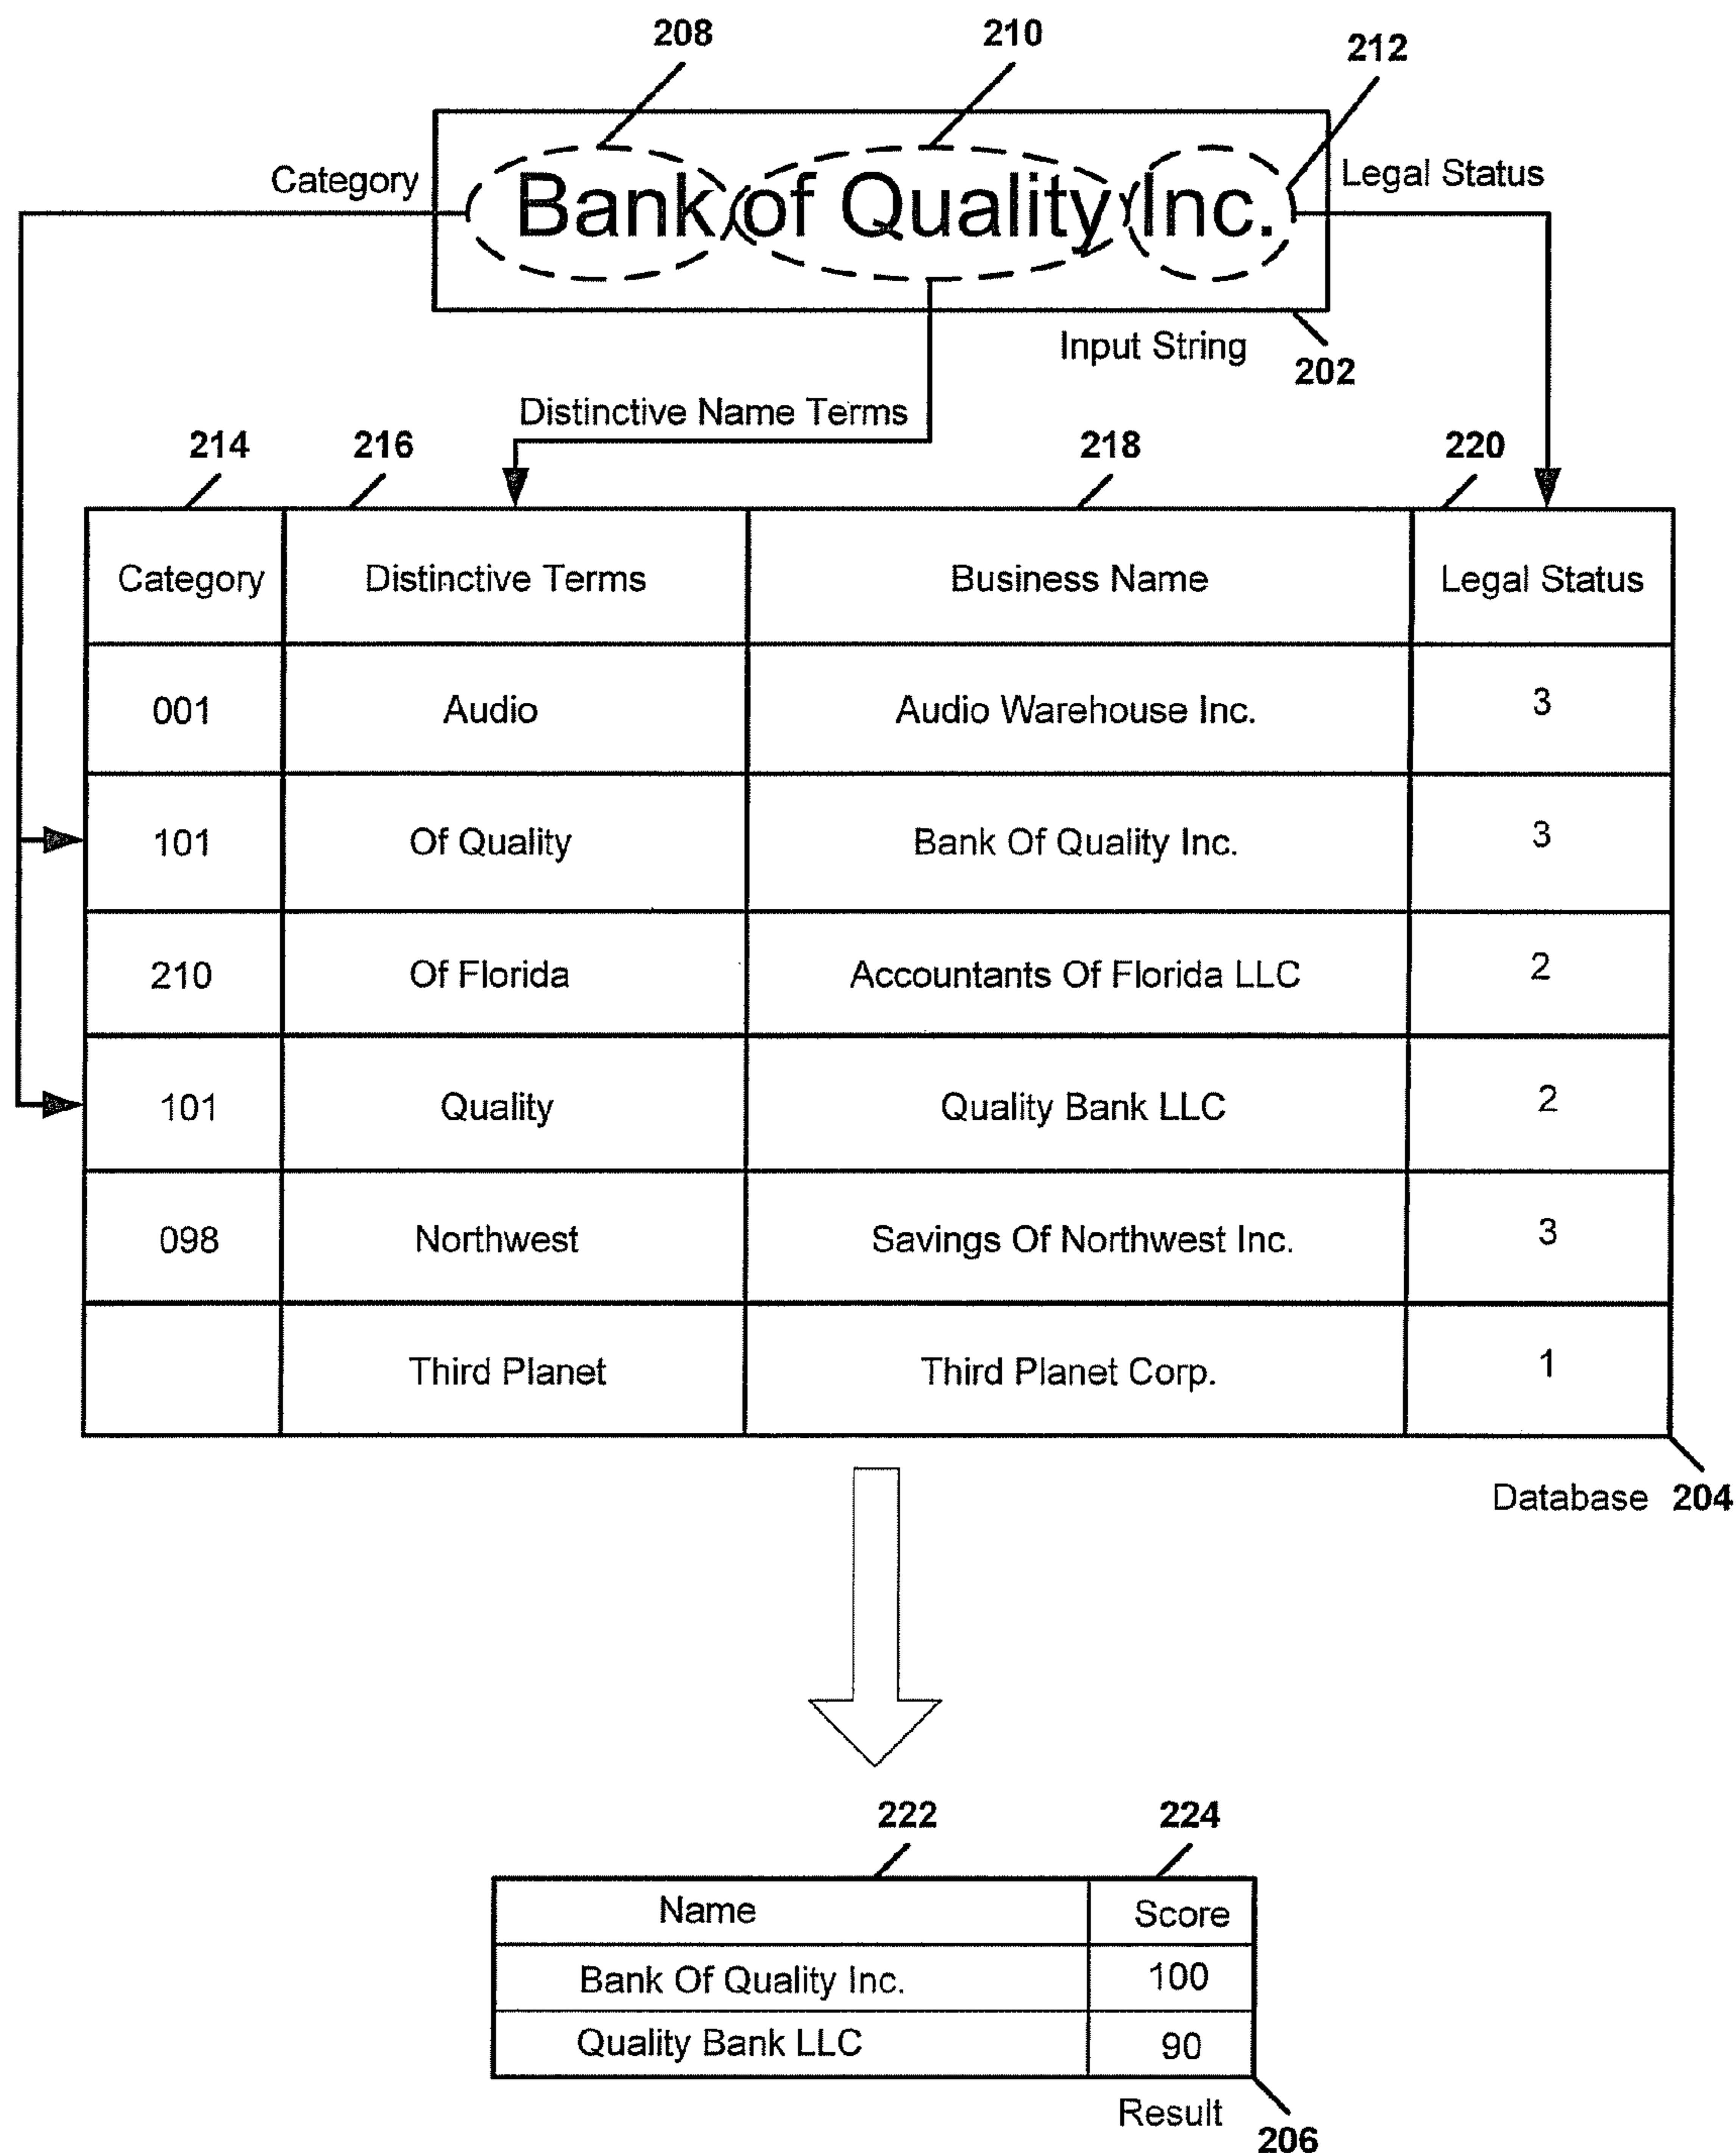 208 210 212
Category Bank of Quality Inc. Legal Status
Input String
202
Distinctive Name Terms
214 216 218 220
Category Distinctive Terms Business Name Legal Status
001 Audio Audio Warehouse Inc. 3
101 Of Quality Bank Of Quality Inc. 3
210 Of Florida Accountants Of Florida LLC 2
101 Quality Quality Bank LLC 2
098 Northwest Savings Of Northwest Inc. 3
Third Planet Third Planet Corp. 1
Database 204
222 224
Name Score
Bank Of Quality Inc. 100
Quality Bank LLC 90
Result
206